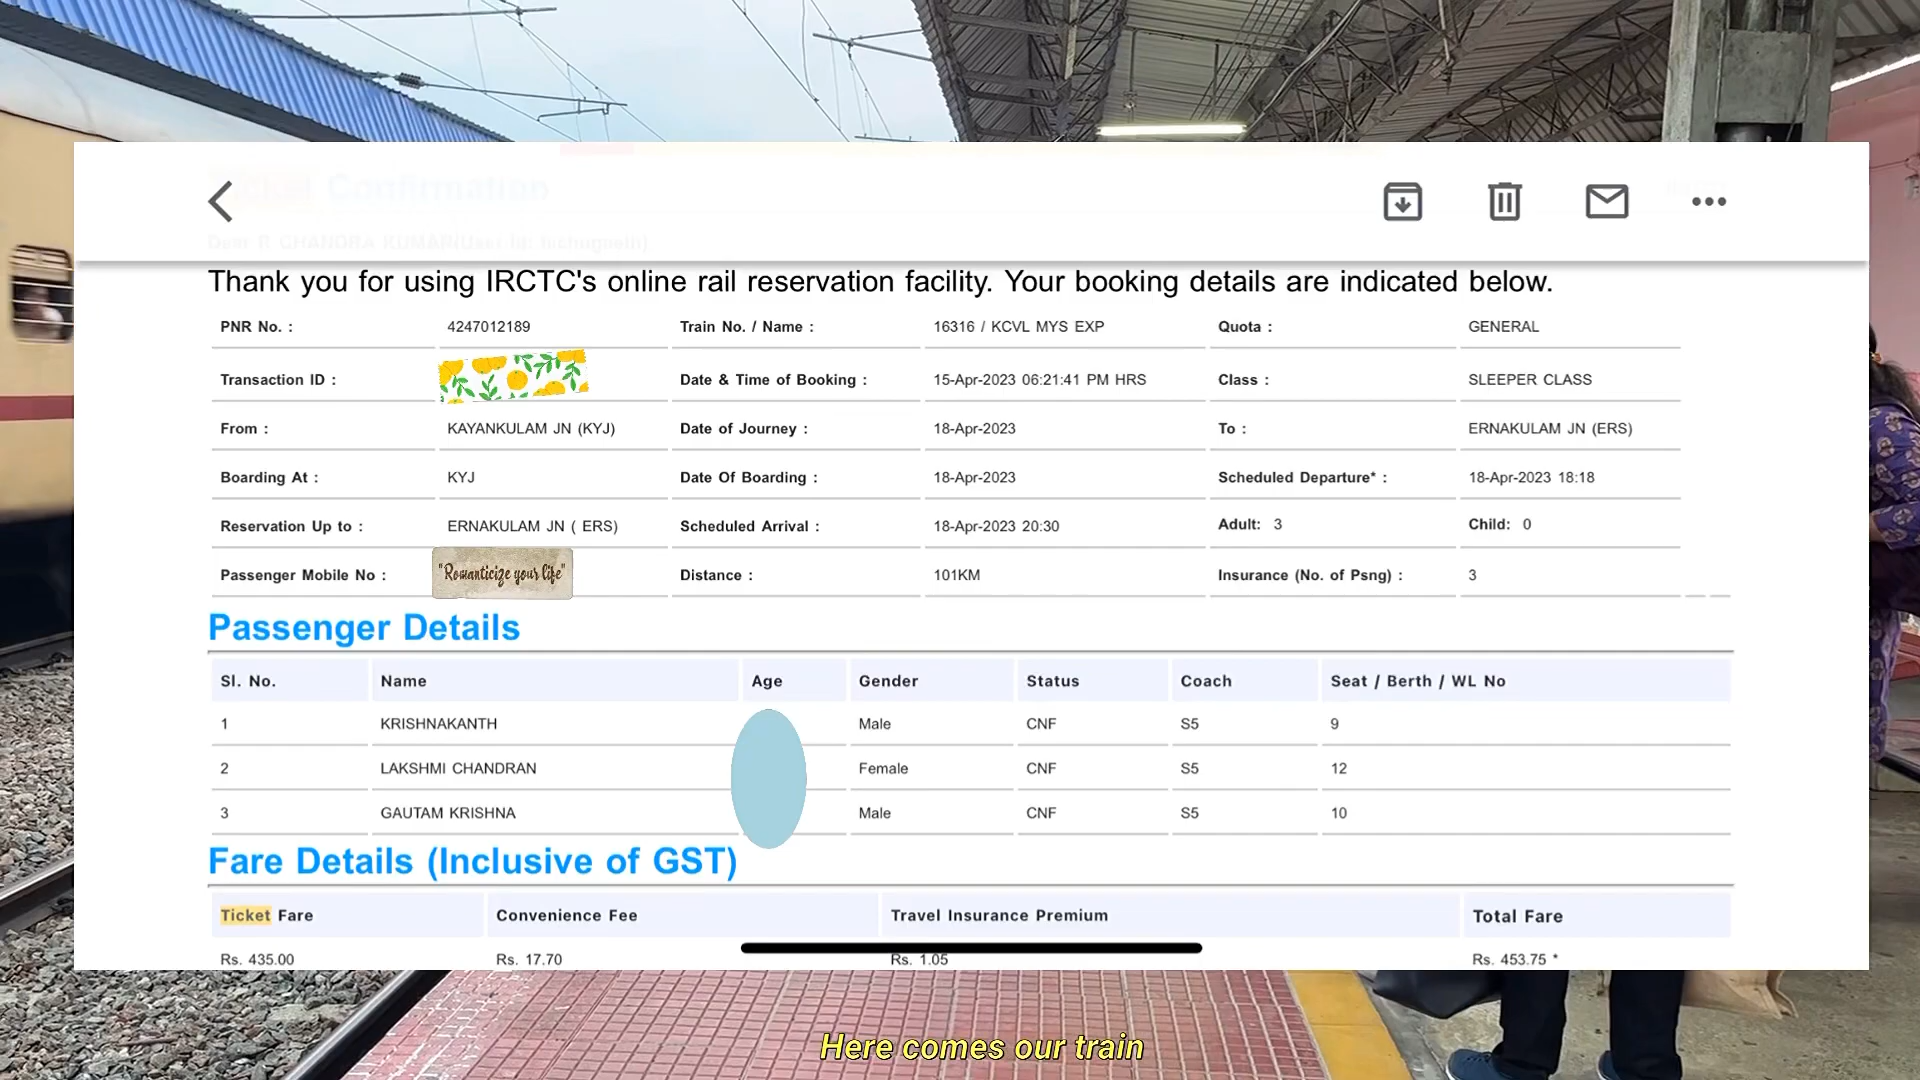 Ticket Confirmation
Thank you for using IRCTC's online rail reservation facility. Your booking details are indicated below.
PNR No. : 4247012189 Train No. / Name : 16316 / KCVL MYS EXP Quota : GENERAL
Transaction ID : Date & Time of Booking : 15-Apr-2023 06:21:41 PM HRS Class : SLEEPER CLASS
From : KAYANKULAM JN (KYJ) Date of Journey : 18-Apr-2023 To : ERNAKULAM JN (ERS)
Boarding At : KYJ Date Of Boarding : 18-Apr-2023 Scheduled Departure* : 18-Apr-2023 18:18
Reservation Up to : ERNAKULAM JN ( ERS) Scheduled Arrival : 18-Apr-2023 20:30 Adult: 3 Child: 0
Passenger Mobile No : "Romanticize your life" Distance : 101KM Insurance (No. of Psng) : 3
Passenger Details
Sl. No. Name Age Gender Status Coach Seat / Berth / WL No
1 KRISHNAKANTH Male CNF S5 9
2 LAKSHMI CHANDRAN Female CNF S5 12
3 GAUTAM KRISHNA Male CNF S5 10
Fare Details (Inclusive of GST)
Ticket Fare Convenience Fee Travel Insurance Premium Total Fare
Rs. 435.00 Rs. 17.70 Rs. 1.05 Rs. 453.75 *
Here comes our train